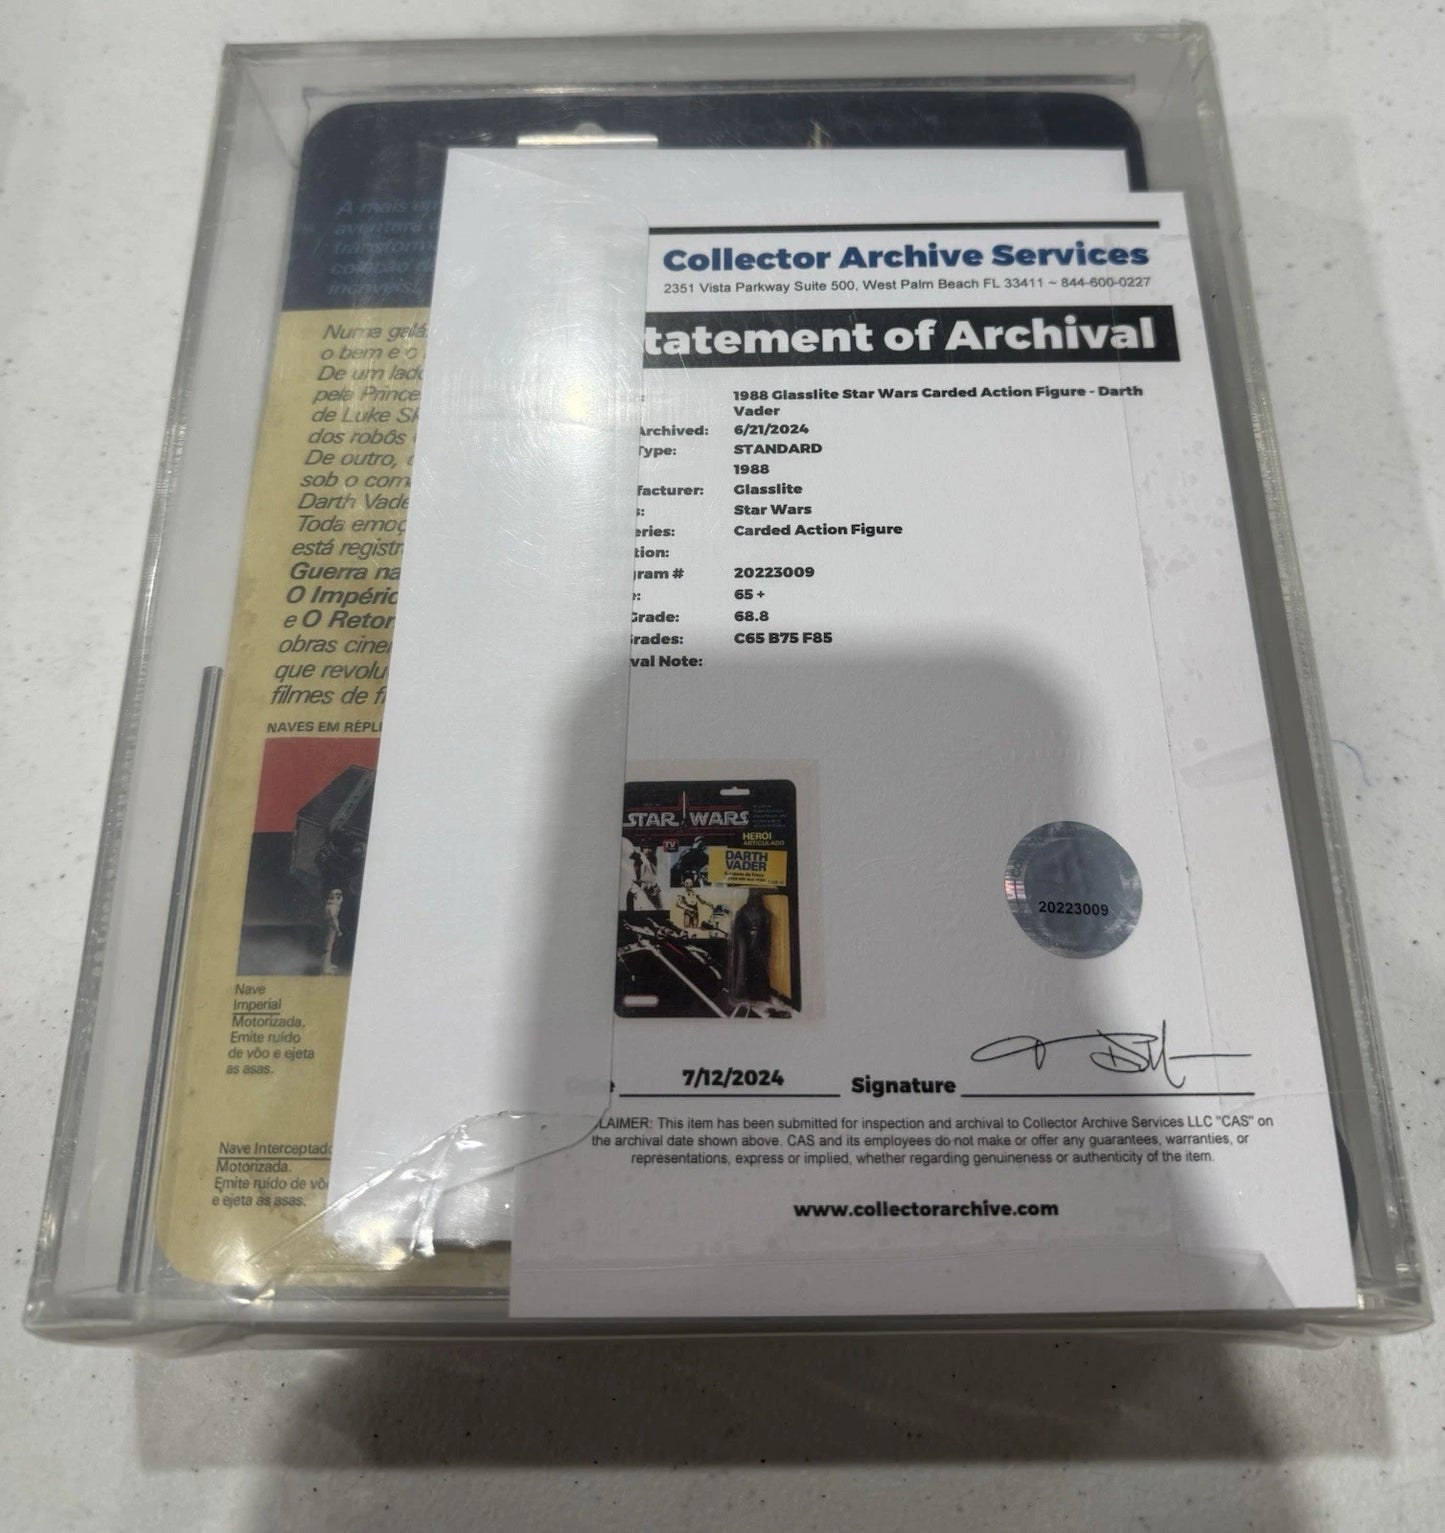 A mais em
aventura
transform
coleção de
incríveis
Numa galá
o bem e o
De um lado
pela Prince
de Luke Sk
dos robôs
De outro,
sob o com
Darth Vade
Toda emoç
está registr
Guerra na
O Impéric
e O Retor
obras cine
que revolu
filmes de fi
NAVES EM RÉPLI
Nave
Imperial
Motorizada.
Emite ruído
de vôo e ejeta
as asas.
Nave Interceptado
Motorizada.
Emite ruído de vô
e ejeta as asas.
Collector Archive Services
2351 Vista Parkway Suite 500, West Palm Beach FL 33411 ~ 844-600-0227
tatement of Archival
: 1988 Glasslite Star Wars Carded Action Figure - Darth
Vader
Archived: 6/21/2024
Type: STANDARD
1988
facturer: Glasslite
s: Star Wars
eries: Carded Action Figure
tion:
gram # 20223009
e: 65 +
Grade: 68.8
rades: C65 B75 F85
val Note:
STAR WARS
HERÓI
ARTICULADO
TV
DARTH
VADER
20223009
7/12/2024 Signature
LAIMER: This item has been submitted for inspection and archival to Collector Archive Services LLC "CAS" on
the archival date shown above. CAS and its employees do not make or offer any guarantees, warranties, or
representations, express or implied, whether regarding genuineness or authenticity of the item.
www.collectorarchive.com